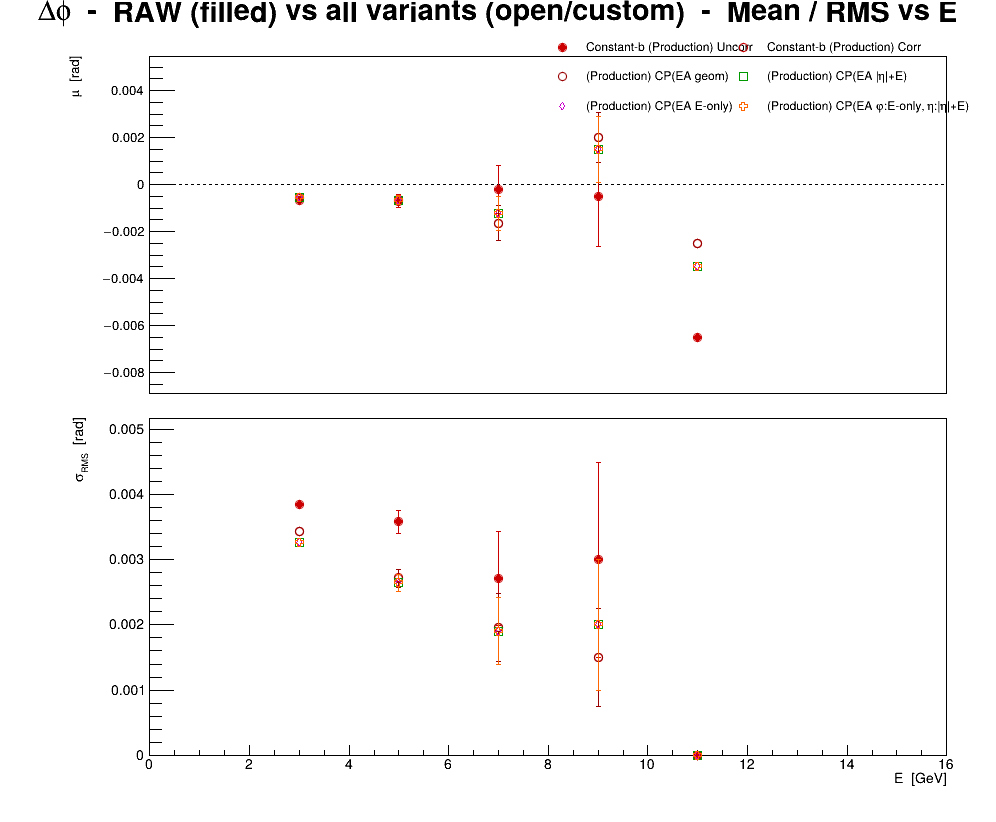 Δϕ - RAW (filled) vs all variants (open/custom) - Mean / RMS vs E
Constant-b (Production) Uncorr
Constant-b (Production) Corr
(Production) CP(EA geom)
(Production) CP(EA |η|+E)
(Production) CP(EA E-only)
(Production) CP(EA φ:E-only, η:|η|+E)
μ [rad]
0.004
0.002
0
−0.002
−0.004
−0.006
−0.008
σRMS [rad]
0.005
0.004
0.003
0.002
0.001
0
0 2 4 6 8 10 12 14 16
E [GeV]